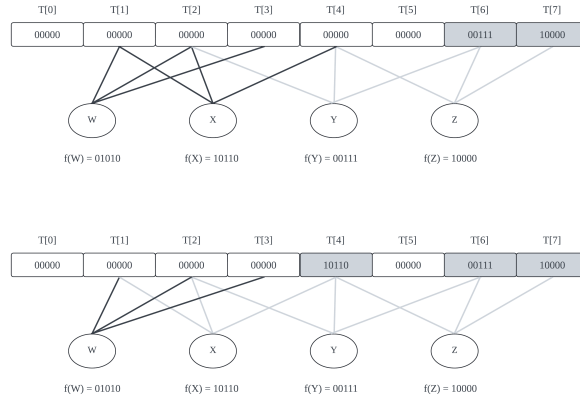 T[0] T[1] T[2] T[3] T[4] T[5] T[6] T[7]
00000 00000 00000 00000 00000 00000 00111 10000
W X Y Z
f(W) = 01010 f(X) = 10110 f(Y) = 00111 f(Z) = 10000
T[0] T[1] T[2] T[3] T[4] T[5] T[6] T[7]
00000 00000 00000 00000 10110 00000 00111 10000
W X Y Z
f(W) = 01010 f(X) = 10110 f(Y) = 00111 f(Z) = 10000